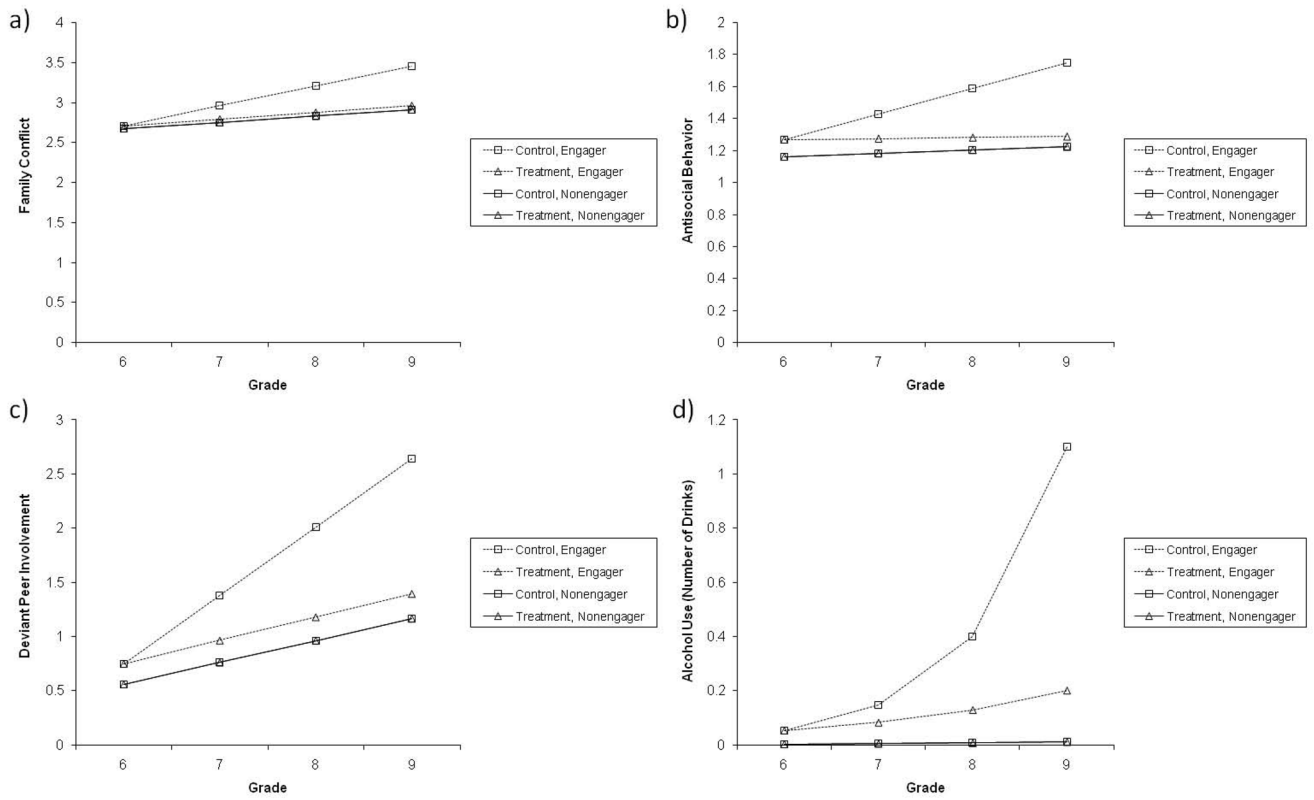 a)
4
3.5
3
2.5
2
1.5
1
0.5
0
Family Conflict
6 7 8 9
Grade
Control, Engager
Treatment, Engager
Control, Nonengager
Treatment, Nonengager
b)
2
1.8
1.6
1.4
1.2
1
0.8
0.6
0.4
0.2
0
Antisocial Behavior
6 7 8 9
Grade
Control, Engager
Treatment, Engager
Control, Nonengager
Treatment, Nonengager
c)
3
2.5
2
1.5
1
0.5
0
Deviant Peer Involvement
6 7 8 9
Grade
Control, Engager
Treatment, Engager
Control, Nonengager
Treatment, Nonengager
d)
1.2
1
0.8
0.6
0.4
0.2
0
Alcohol Use (Number of Drinks)
6 7 8 9
Grade
Control, Engager
Treatment, Engager
Control, Nonengager
Treatment, Nonengager